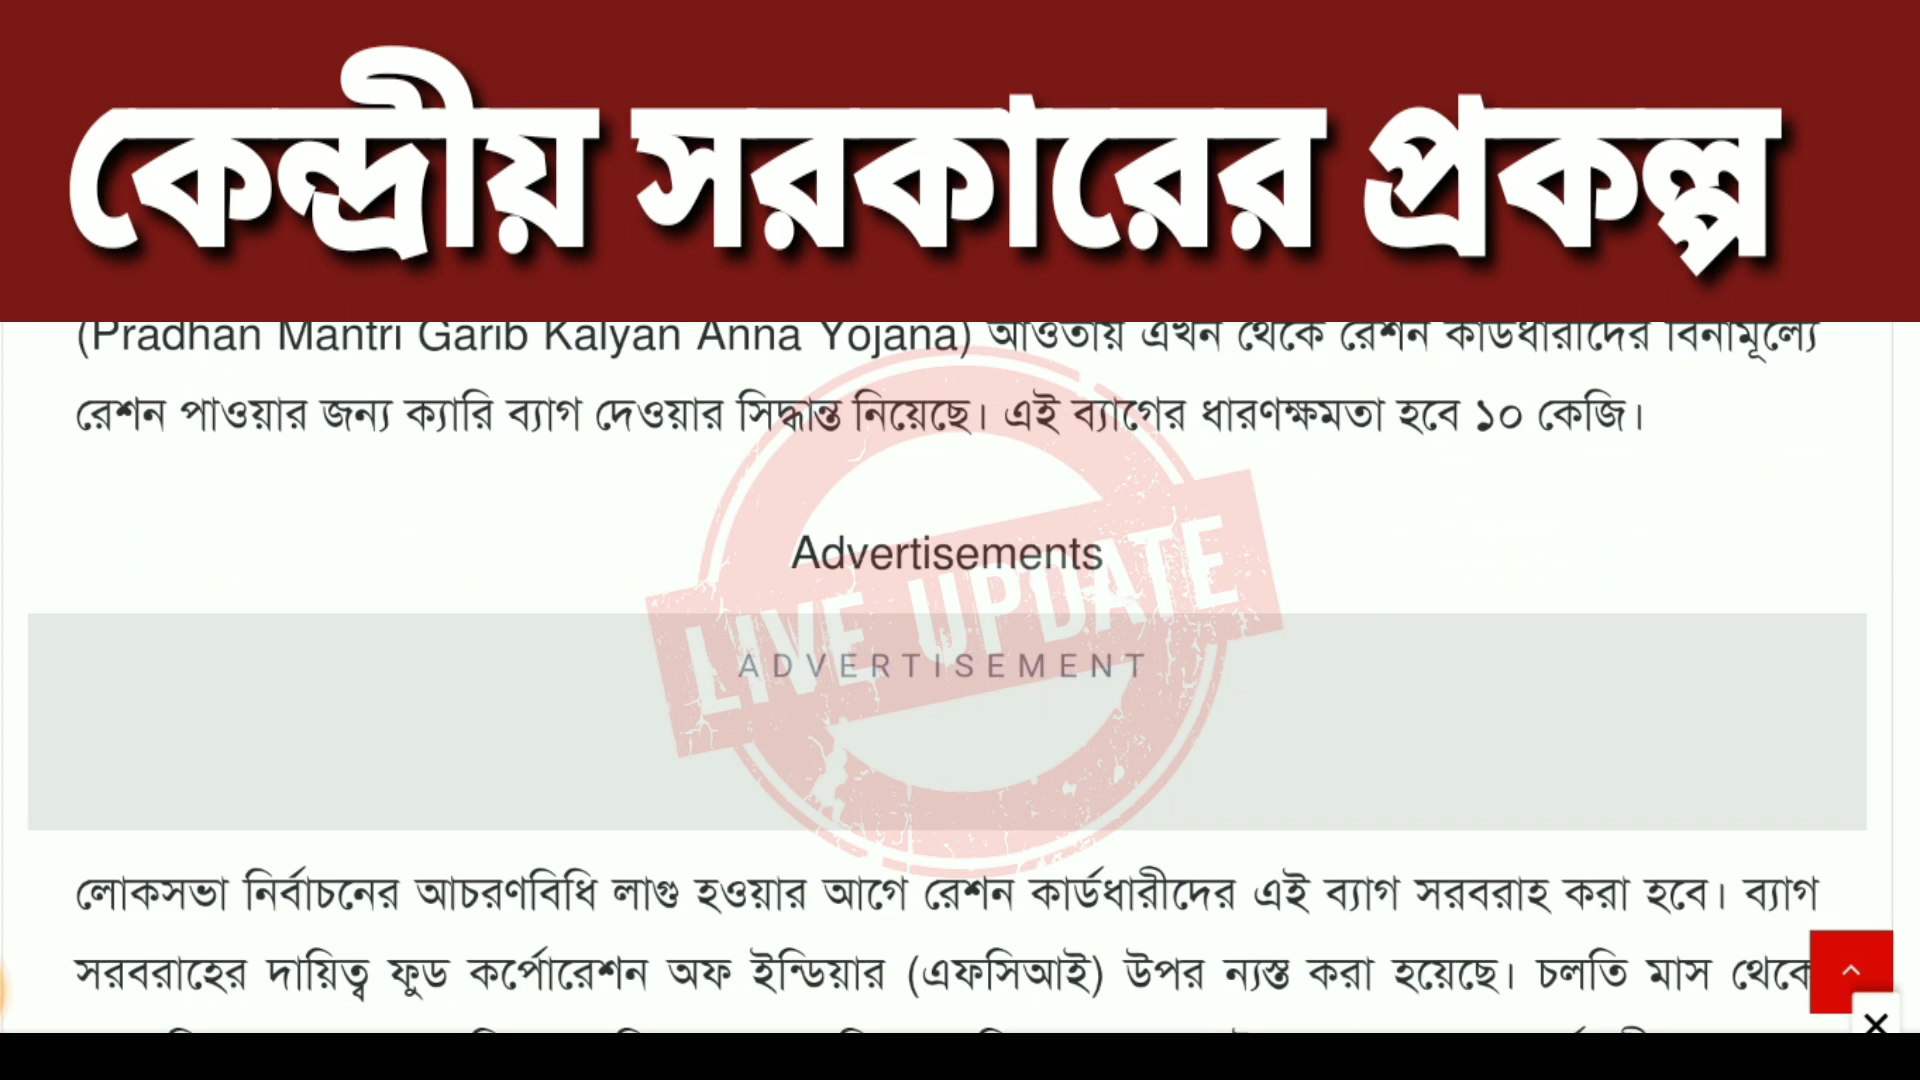 কেন্দ্রীয় সরকারের প্রকল্প
(Pradhan Mantri Garib Kalyan Anna Yojana) আওতায় এখন থেকে রেশন কার্ডধারীদের বিনামূল্যে
রেশন পাওয়ার জন্য ক্যারি ব্যাগ দেওয়ার সিদ্ধান্ত নিয়েছে। এই ব্যাগের ধারণক্ষমতা হবে ১০ কেজি।
Advertisements
LIVE UPDATE
ADVERTISEMENT
লোকসভা নির্বাচনের আচরণবিধি লাগু হওয়ার আগে রেশন কার্ডধারীদের এই ব্যাগ সরবরাহ করা হবে। ব্যাগ
সরবরাহের দায়িত্ব ফুড কর্পোরেশন অফ ইন্ডিয়ার (এফসিআই) উপর ন্যস্ত করা হয়েছে। চলতি মাস থেকে